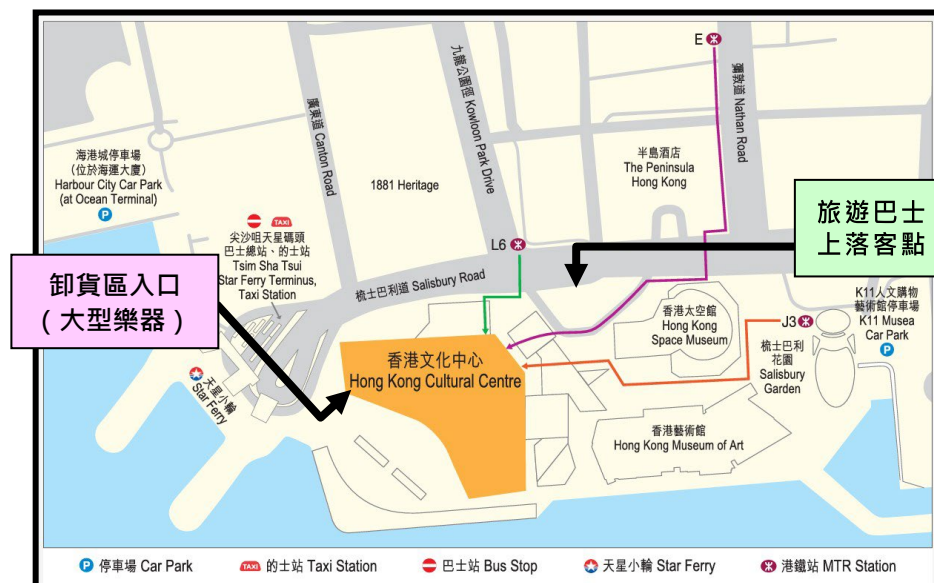 E
九龍公園徑 Kowloon Park Drive
彌敦道 Nathan Road
廣東道 Canton Road
海港城停車場
(位於海運大廈)
Harbour City Car Park
(at Ocean Terminal)
P
1881 Heritage
半島酒店
The Peninsula
Hong Kong
旅遊巴士
上落客點
TAXI
尖沙咀天星碼頭
巴士總站、的士站
Tsim Sha Tsui
Star Ferry Terminus,
Taxi Station
L6
梳士巴利道 Salisbury Road
卸貨區入口
(大型樂器)
香港太空館
Hong Kong
Space Museum
K11人文購物
藝術館停車場
K11 Musea
Car Park
P
J3
梳士巴利
花園
Salisbury
Garden
香港文化中心
Hong Kong Cultural Centre
天星小輪
Star Ferry
香港藝術館
Hong Kong Museum of Art
P 停車場 Car Park
TAXI 的士站 Taxi Station
巴士站 Bus Stop
天星小輪 Star Ferry
港鐵站 MTR Station